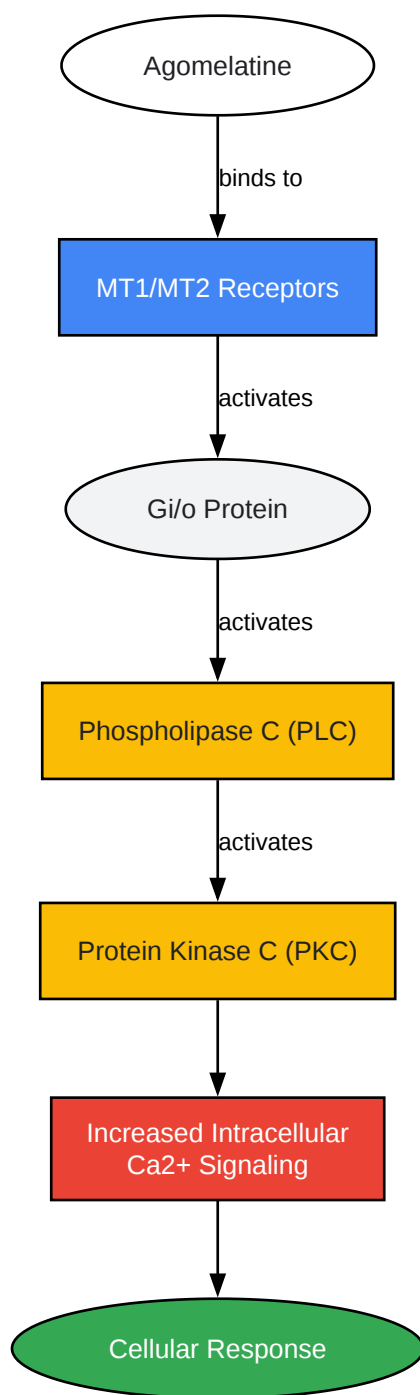 Agomelatine
binds to
MT1/MT2 Receptors
activates
Gi/o Protein
activates
Phospholipase C (PLC)
activates
Protein Kinase C (PKC)
Increased Intracellular
Ca2+ Signaling
Cellular Response